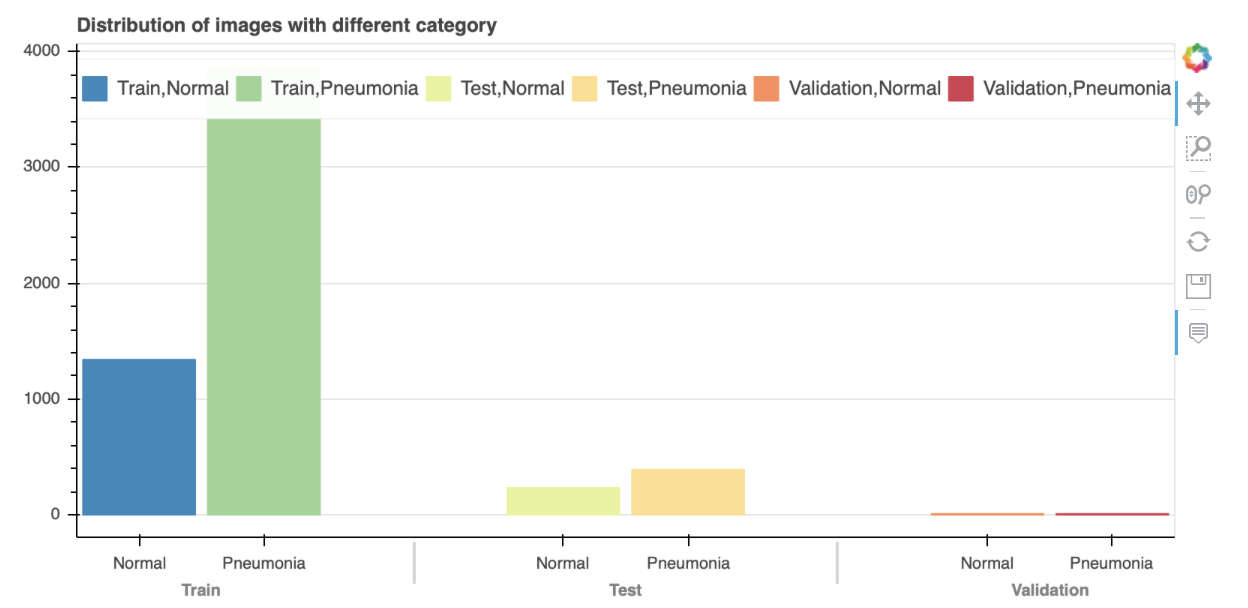 Distribution of images with different category
4000
Train,Normal Train,Pneumonia Test,Normal Test,Pneumonia Validation,Normal Validation,Pneumonia
3000
2000
1000
0
Normal Pneumonia Normal Pneumonia Normal Pneumonia
Train Test Validation